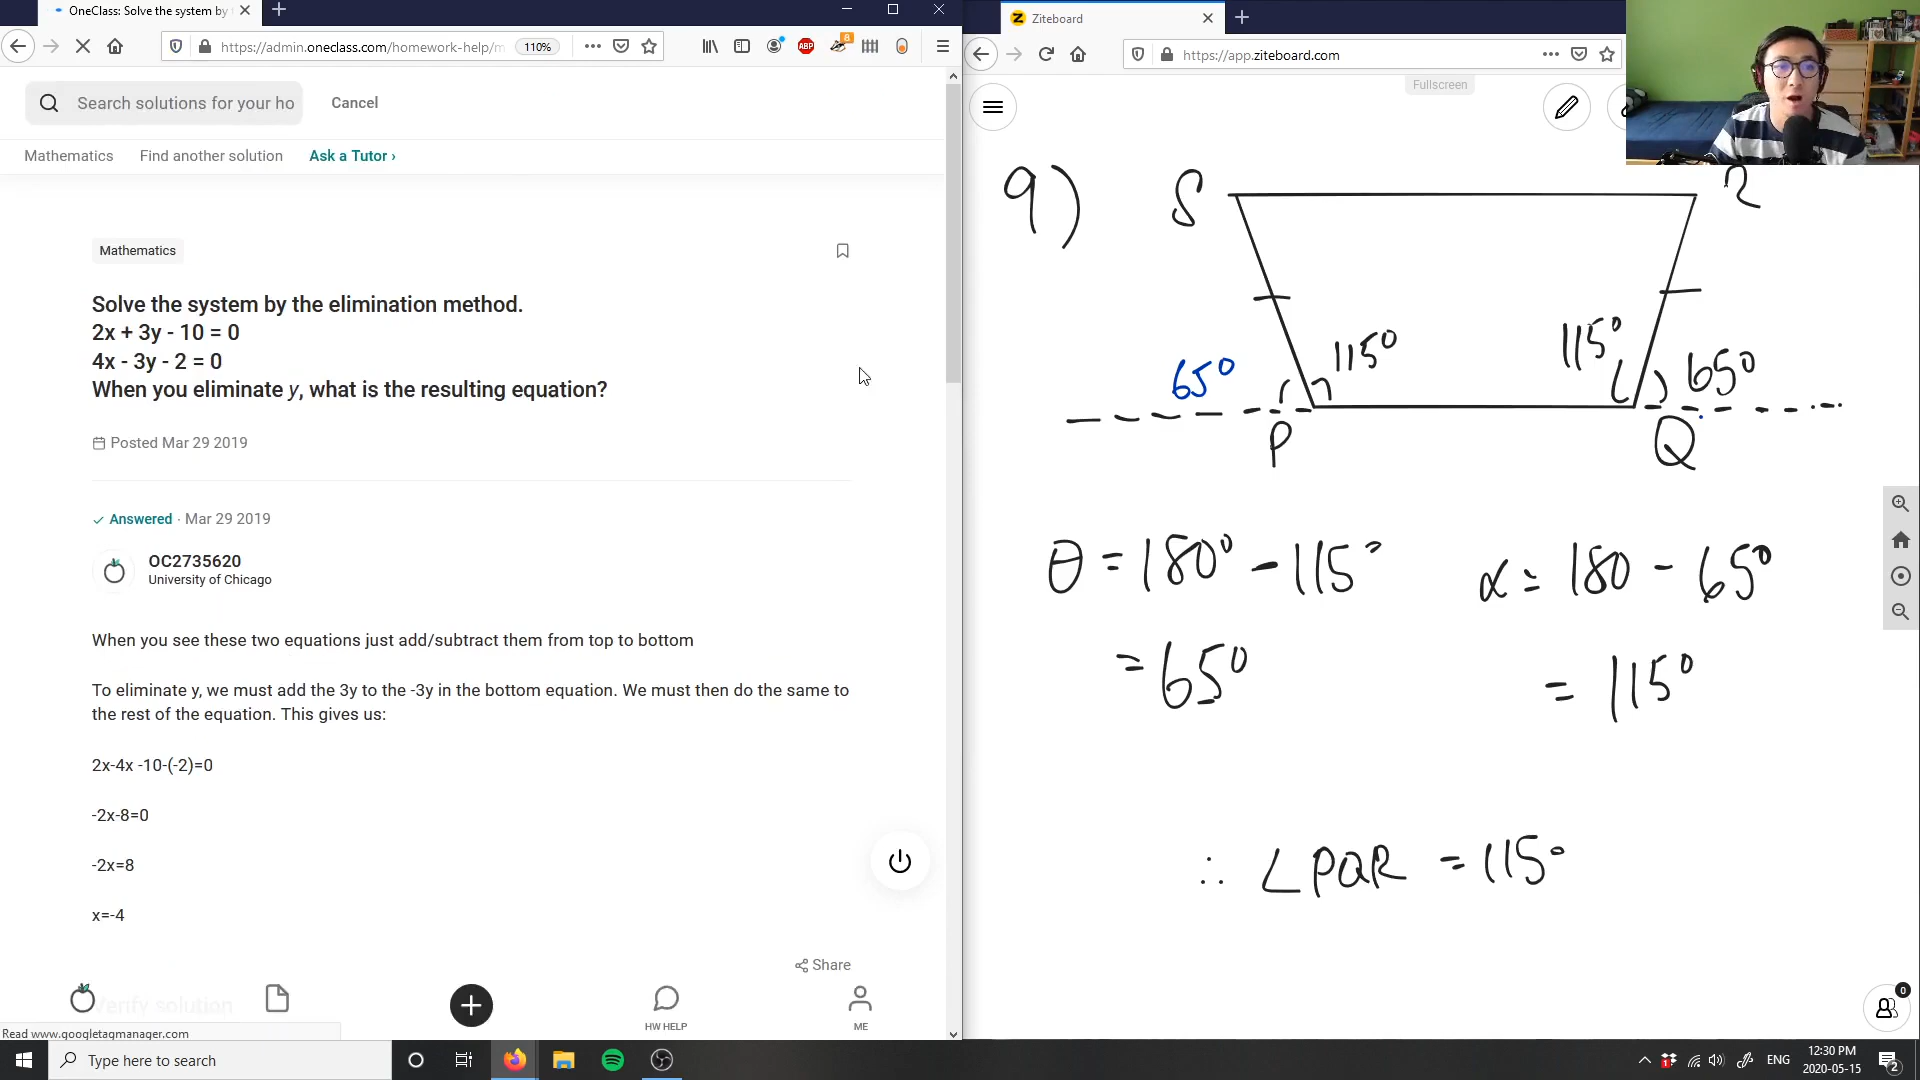 OneClass: Solve the system by
https://admin.oneclass.com/homework-help/m
110%
ABP
8
Search solutions for your ho
Cancel
Mathematics
Find another solution
Ask a Tutor ›
Mathematics
Solve the system by the elimination method.
2x + 3y - 10 = 0
4x - 3y - 2 = 0
When you eliminate y, what is the resulting equation?
Posted Mar 29 2019
Answered · Mar 29 2019
OC2735620
University of Chicago
When you see these two equations just add/subtract them from top to bottom
To eliminate y, we must add the 3y to the -3y in the bottom equation. We must then do the same to
the rest of the equation. This gives us:
2x-4x -10-(-2)=0
-2x-8=0
-2x=8
x=-4
Share
Verify solution
HW HELP
ME
Read www.googletagmanager.com
Ziteboard
https://app.ziteboard.com
Fullscreen
9)
S
R
115°
115°
65°
65°
P
Q
θ = 180° - 115°
α = 180 - 65°
= 65°
= 115°
∴ ∠PQR = 115°
0
Type here to search
ENG
12:30 PM
2020-05-15
2